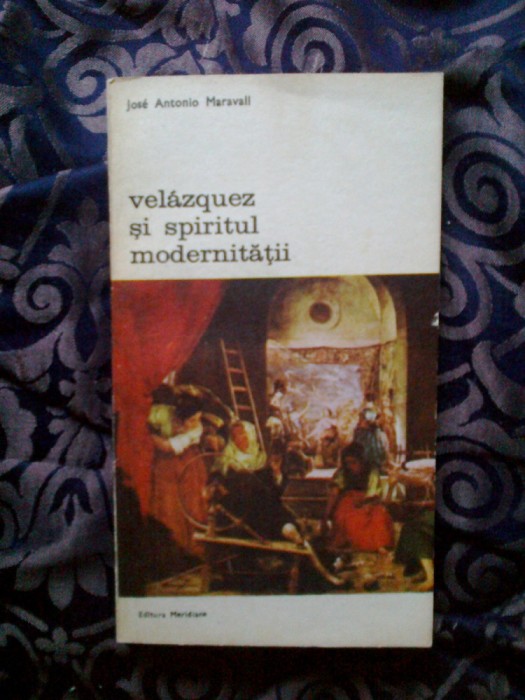 José Antonio Maravall
velázquez
și spiritul
modernității
Editura Meridiane